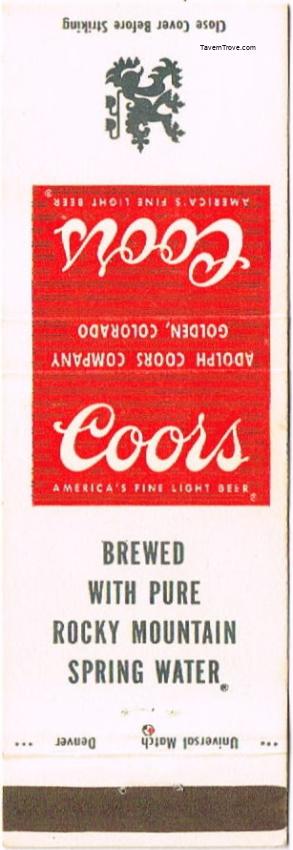 Close Cover Before Striking
TavernTrove.com
AMERICA'S FINE LIGHT BEER ®
Coors
GOLDEN, COLORADO
ADOLPH COORS COMPANY
Coors
AMERICA'S FINE LIGHT BEER ®
BREWED
WITH PURE
ROCKY MOUNTAIN
SPRING WATER®
*** Universal Match Denver ***